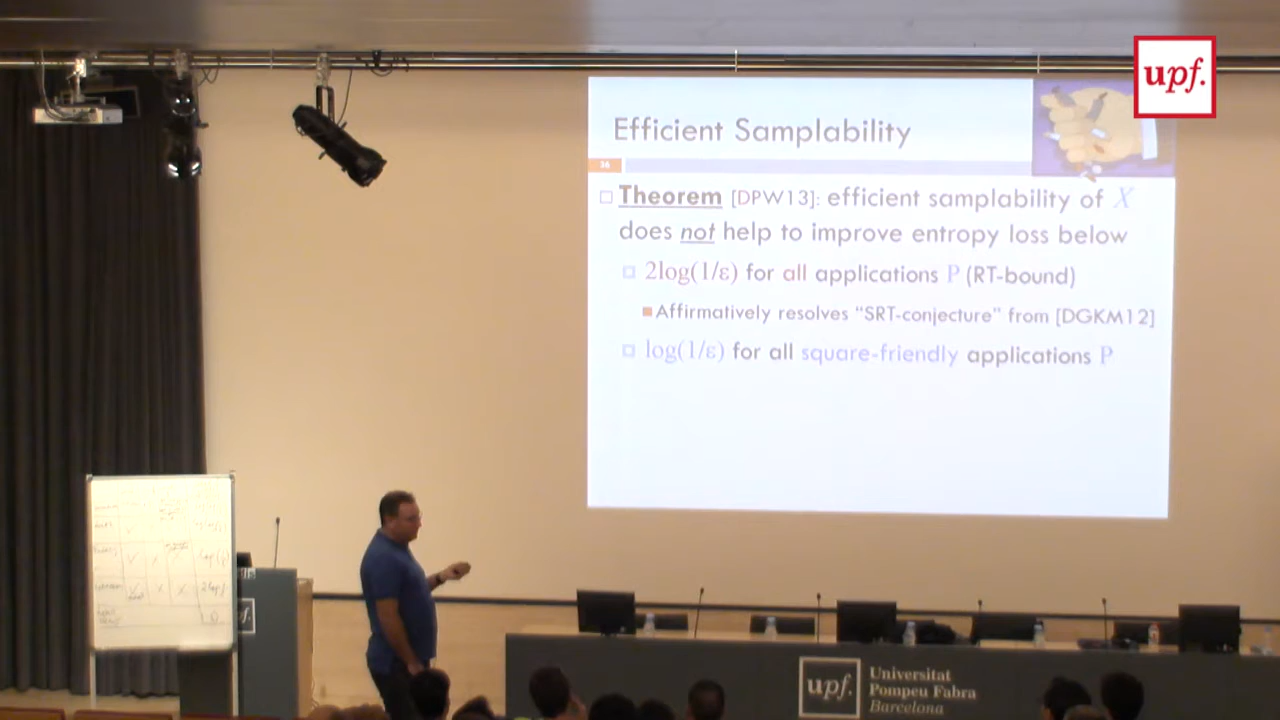 upf.
Efficient Samplability
36
Theorem [DPW13]: efficient samplability of X
does not help to improve entropy loss below
2log(1/ε) for all applications P (RT-bound)
Affirmatively resolves “SRT-conjecture” from [DGKM12]
log(1/ε) for all square-friendly applications P
upf.
Universitat
Pompeu Fabra
Barcelona